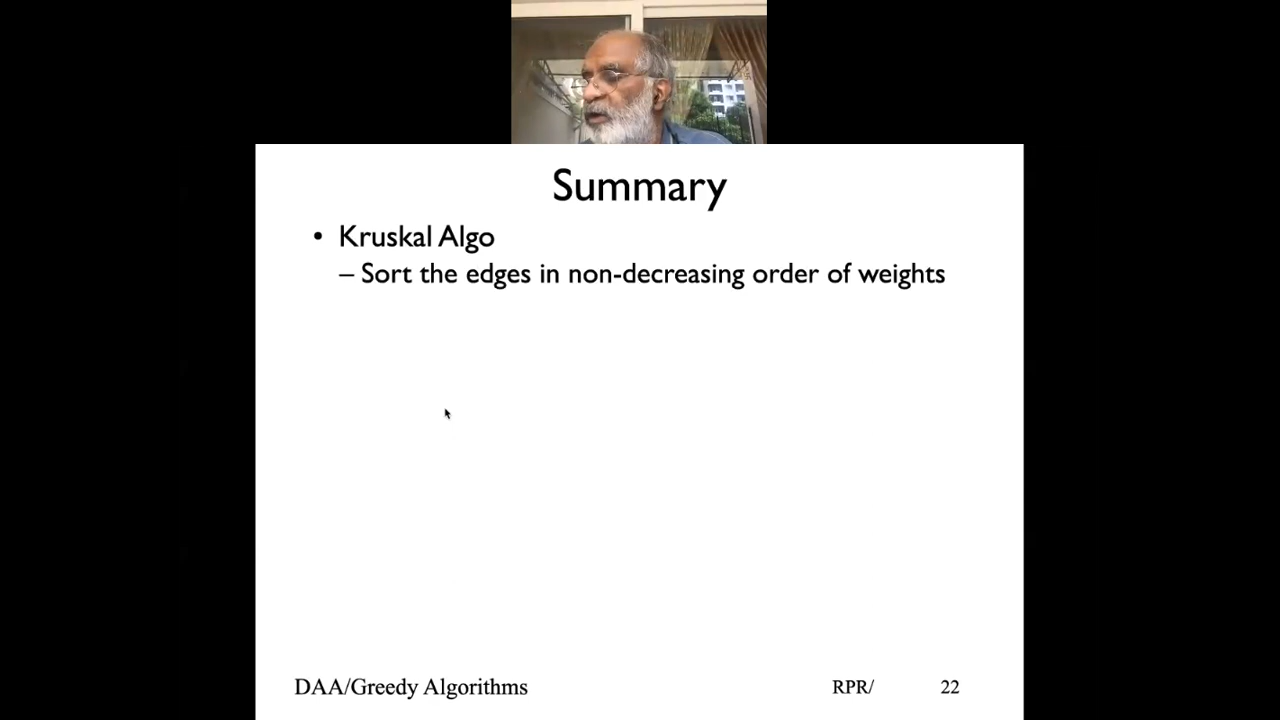 Summary
• Kruskal Algo
– Sort the edges in non-decreasing order of weights
DAA/Greedy Algorithms RPR/ 22